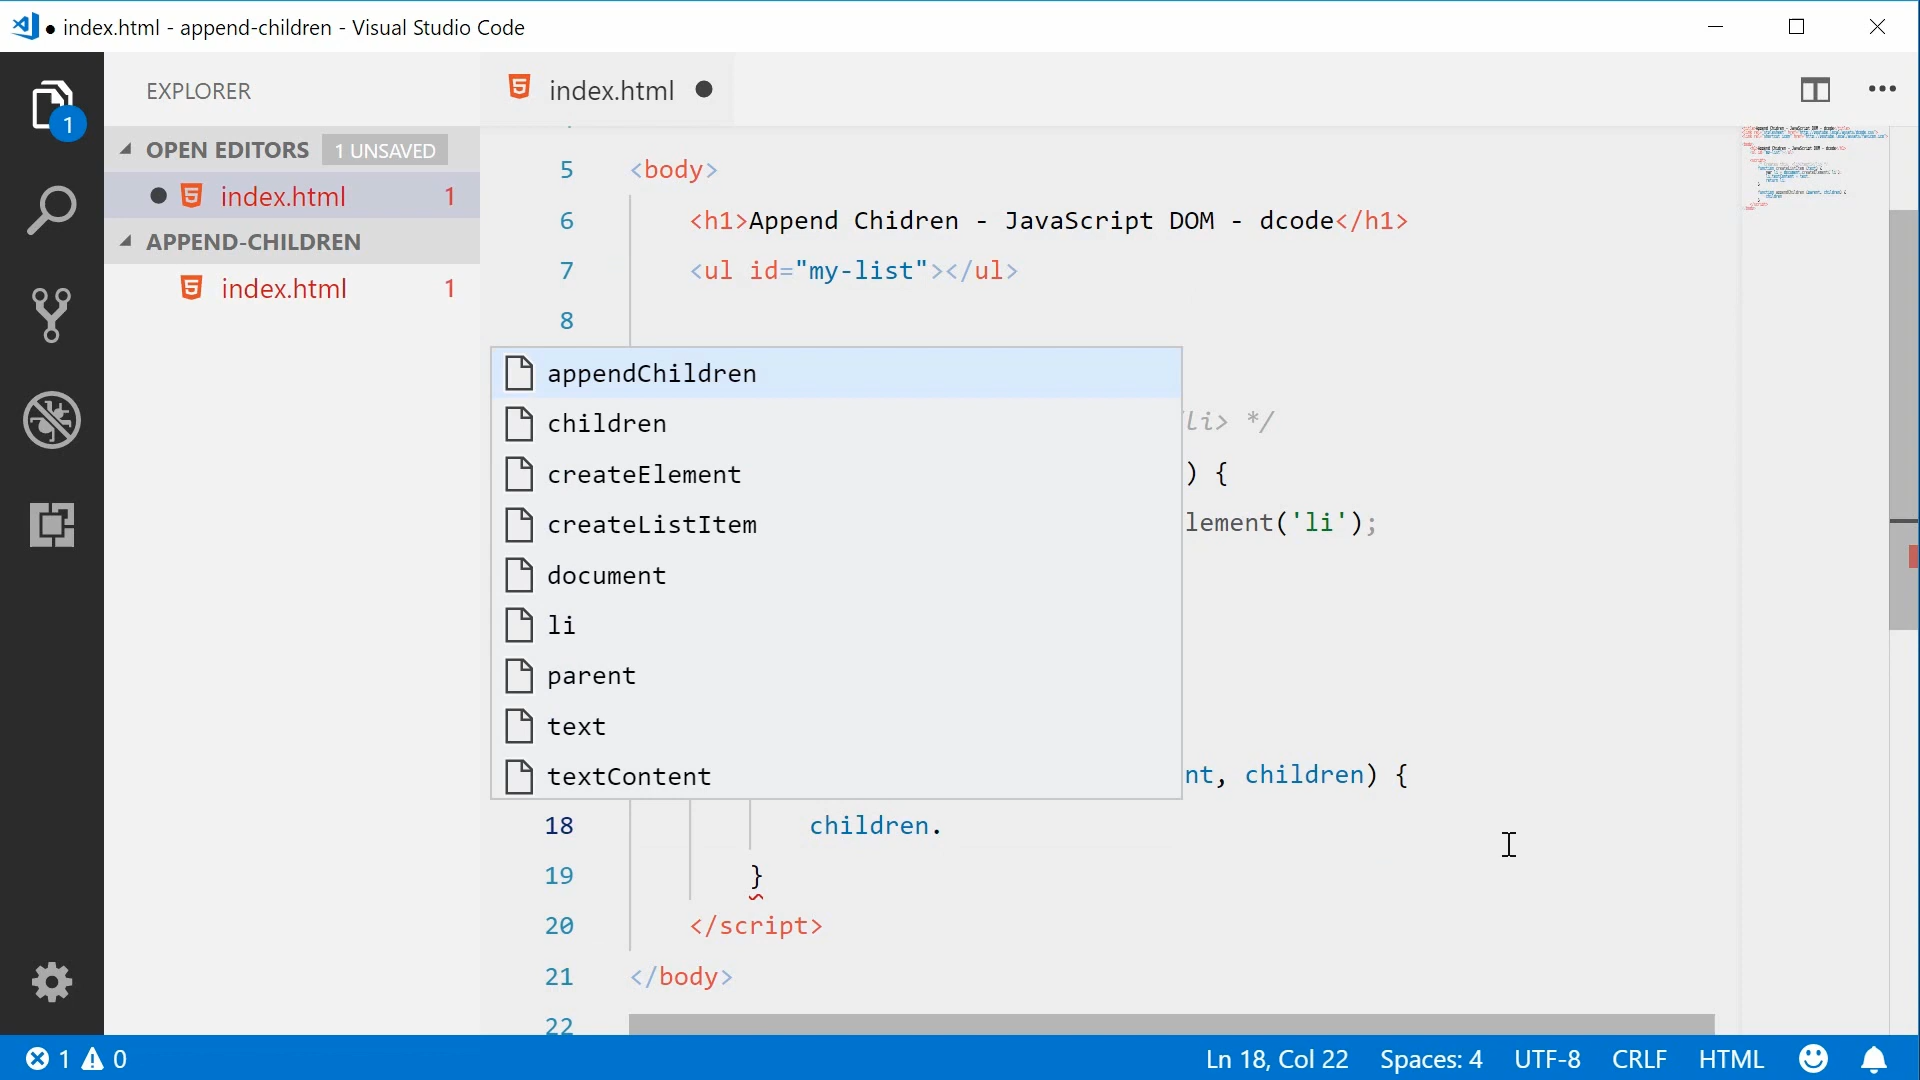 index.html - append-children - Visual Studio Code
1
EXPLORER
OPEN EDITORS 1 UNSAVED
index.html 1
APPEND-CHILDREN
index.html 1
index.html
5 <body>
6 <h1>Append Chidren - JavaScript DOM - dcode</h1>
7 <ul id="my-list"></ul>
8
appendChildren
children
createElement
createListItem
document
li
parent
text
textContent
li> */
) {
lement('li');
nt, children) {
18 children.
19 }
20 </script>
21 </body>
22
1 0
Ln 18, Col 22 Spaces: 4 UTF-8 CRLF HTML